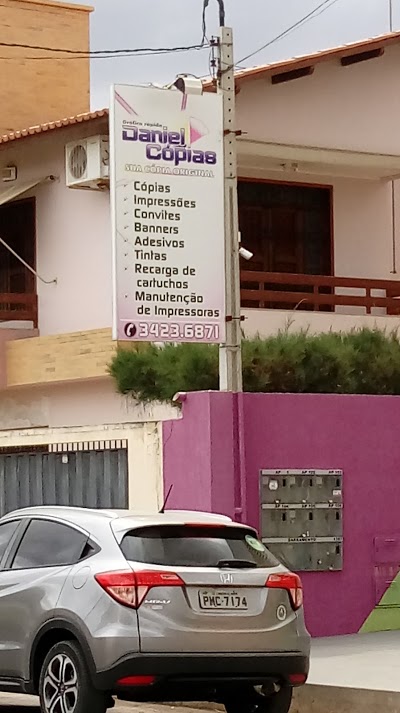 Gráfica rápida
Daniel
Cópias
SUA CÓPIA ORIGINAL
Cópias
Impressões
Convites
Banners
Adesivos
Tintas
Recarga de
cartuchos
Manutenção
de Impressoras
3423.6871
PMC-7174